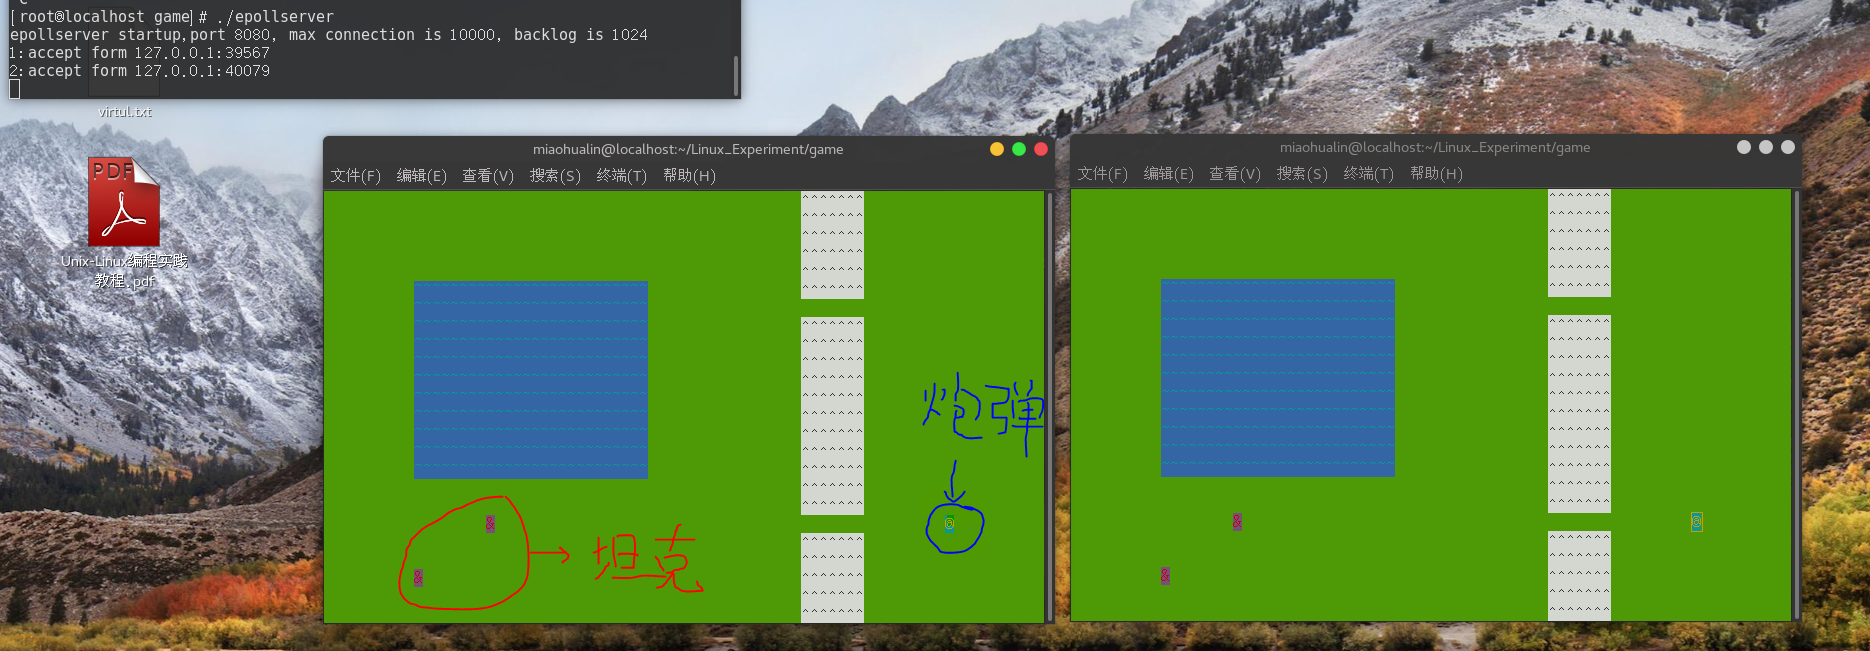 [root@localhost game]# ./epollserver
epollserver startup,port 8080, max connection is 10000, backlog is 1024
1:accept form 127.0.0.1:39567
2:accept form 127.0.0.1:40079
virtul.txt
PDF
Unix-Linux编程实践
教程.pdf
miaohualin@localhost:~/Linux_Experiment/game
文件(F) 编辑(E) 查看(V) 搜索(S) 终端(T) 帮助(H)
炮弹
坦克
miaohualin@localhost:~/Linux_Experiment/game
文件(F) 编辑(E) 查看(V) 搜索(S) 终端(T) 帮助(H)